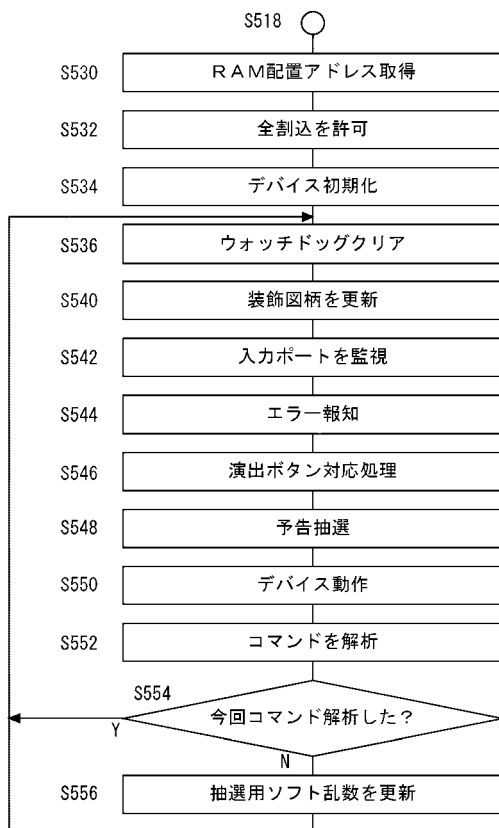 S518
S530 RAM配置アドレス取得
S532 全割込を許可
S534 デバイス初期化
S536 ウォッチドッグクリア
S540 装飾図柄を更新
S542 入力ポートを監視
S544 エラー報知
S546 演出ボタン対応処理
S548 予告抽選
S550 デバイス動作
S552 コマンドを解析
S554
今回コマンド解析した？
Y
N
S556 抽選用ソフト乱数を更新